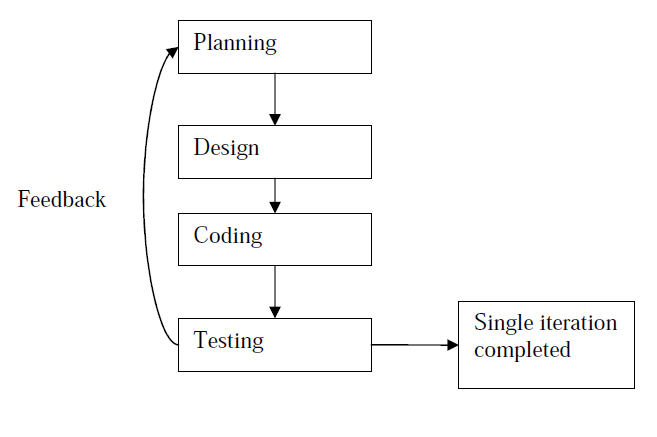 Planning
Design
Feedback
Coding
Testing
Single iteration
completed